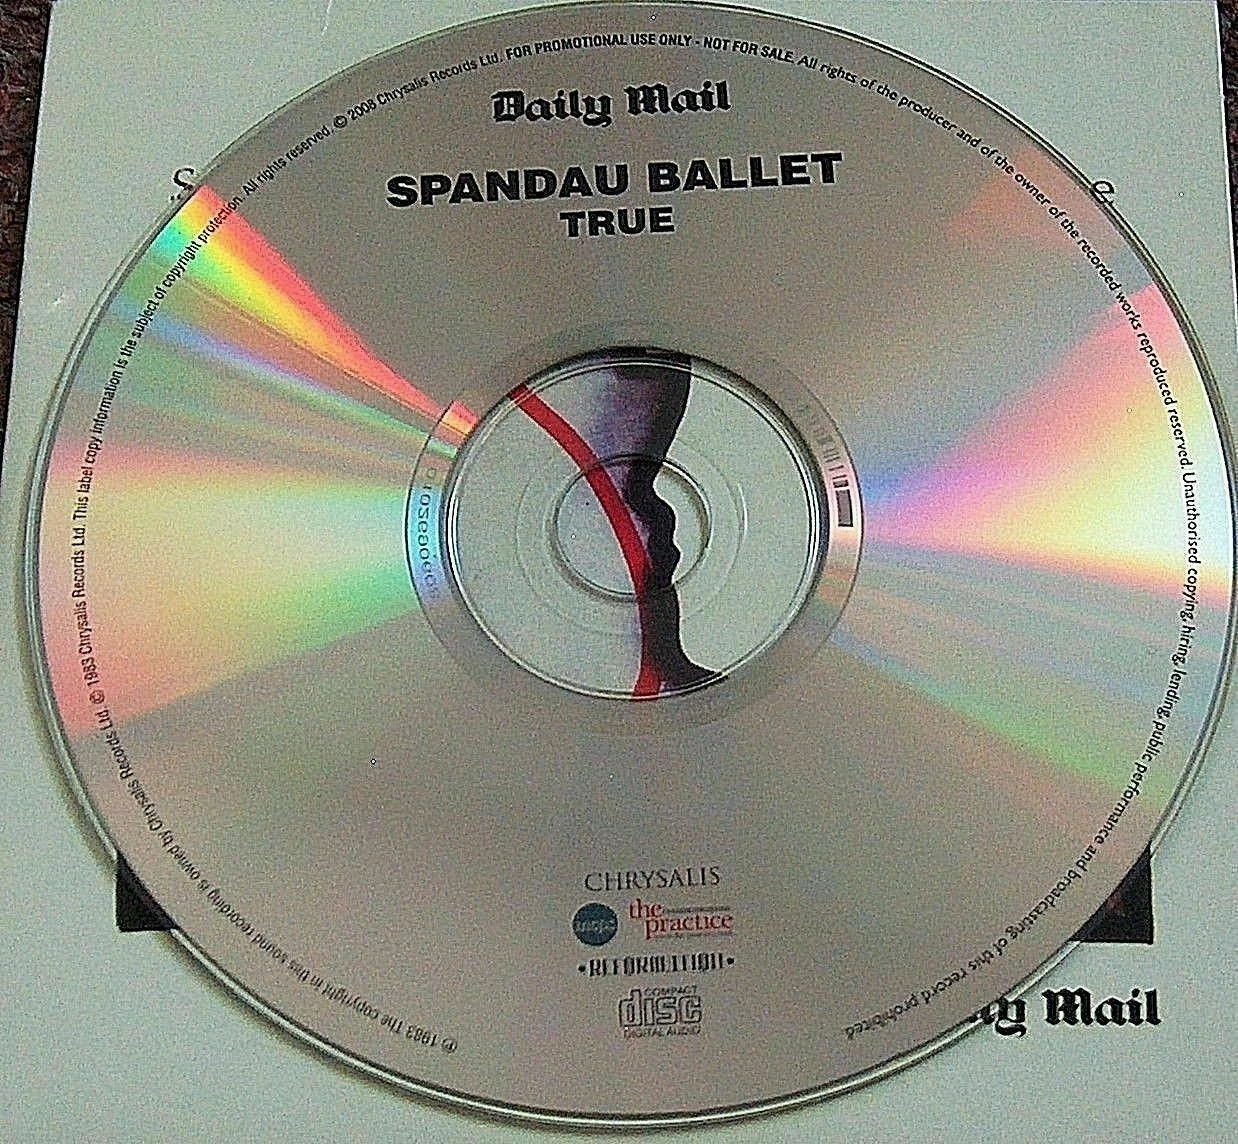 Daily Mail
SPANDAU BALLET
TRUE
℗ 1983 The copyright in this sound recording is owned by Chrysalis Records Ltd. © 1983 Chrysalis Records Ltd. This label copy information is the subject of copyright protection. All rights reserved. © 2008 Chrysalis Records Ltd. FOR PROMOTIONAL USE ONLY - NOT FOR SALE. All rights of the producer and of the owner of the recorded works reproduced reserved. Unauthorised copying, hiring, lending, public performance and broadcasting of this record prohibited
CHRYSALIS
mcps
the
practice
•REFORMATION•
COMPACT
disc
DIGITAL AUDIO
Mail